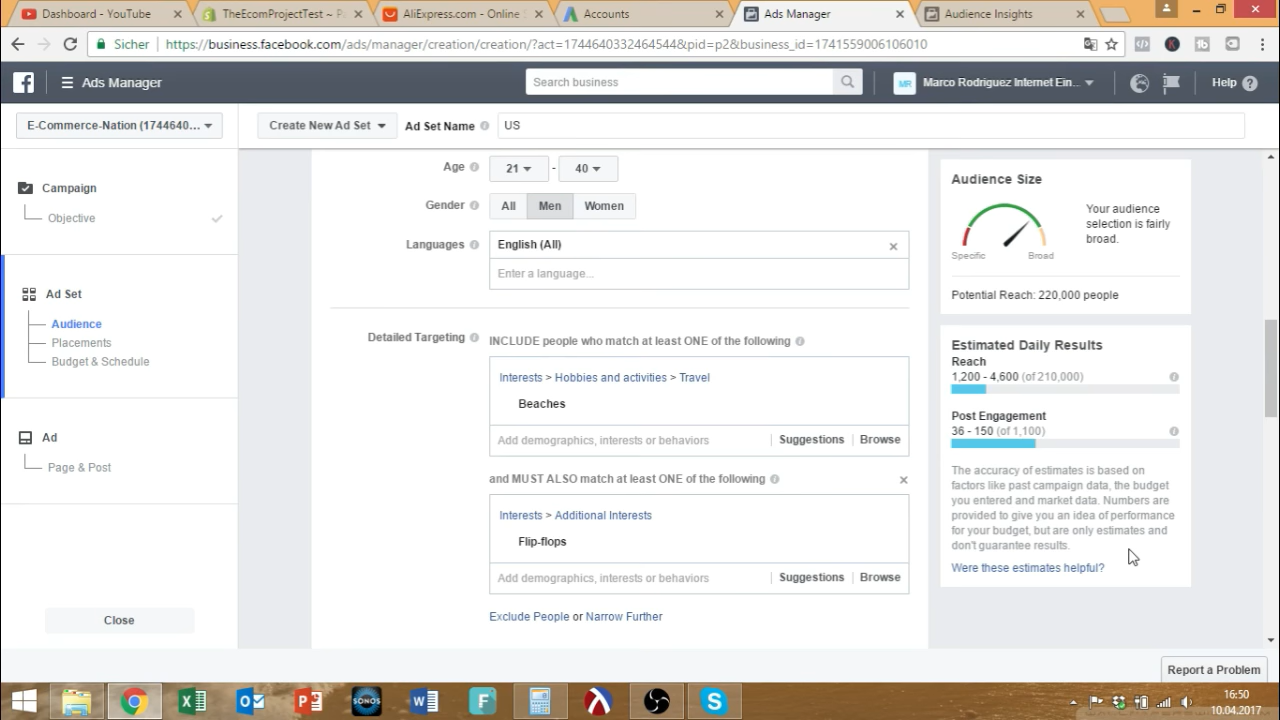 Dashboard - YouTube
TheEcomProjectTest ~ P
AliExpress.com - Online S
Accounts
Ads Manager
Audience Insights
Sicher
https://business.facebook.com/ads/manager/creation/creation/?act=1744640332464544&pid=p2&business_id=1741559006106010
Ads Manager
Search business
MR
Marco Rodriguez Internet Ein...
Help
E-Commerce-Nation (1744640...
Create New Ad Set
Ad Set Name
US
Campaign
Objective
Ad Set
Audience
Placements
Budget & Schedule
Ad
Page & Post
Close
Age
21
-
40
Gender
All
Men
Women
Languages
English (All)
Enter a language...
Detailed Targeting
INCLUDE people who match at least ONE of the following
Interests > Hobbies and activities > Travel
Beaches
Add demographics, interests or behaviors
Suggestions
Browse
and MUST ALSO match at least ONE of the following
Interests > Additional Interests
Flip-flops
Add demographics, interests or behaviors
Suggestions
Browse
Exclude People or Narrow Further
Audience Size
Specific
Broad
Your audience
selection is fairly
broad.
Potential Reach: 220,000 people
Estimated Daily Results
Reach
1,200 - 4,600 (of 210,000)
Post Engagement
36 - 150 (of 1,100)
The accuracy of estimates is based on
factors like past campaign data, the budget
you entered and market data. Numbers are
provided to give you an idea of performance
for your budget, but are only estimates and
don't guarantee results.
Were these estimates helpful?
Report a Problem
SONOS
16:50
10.04.2017